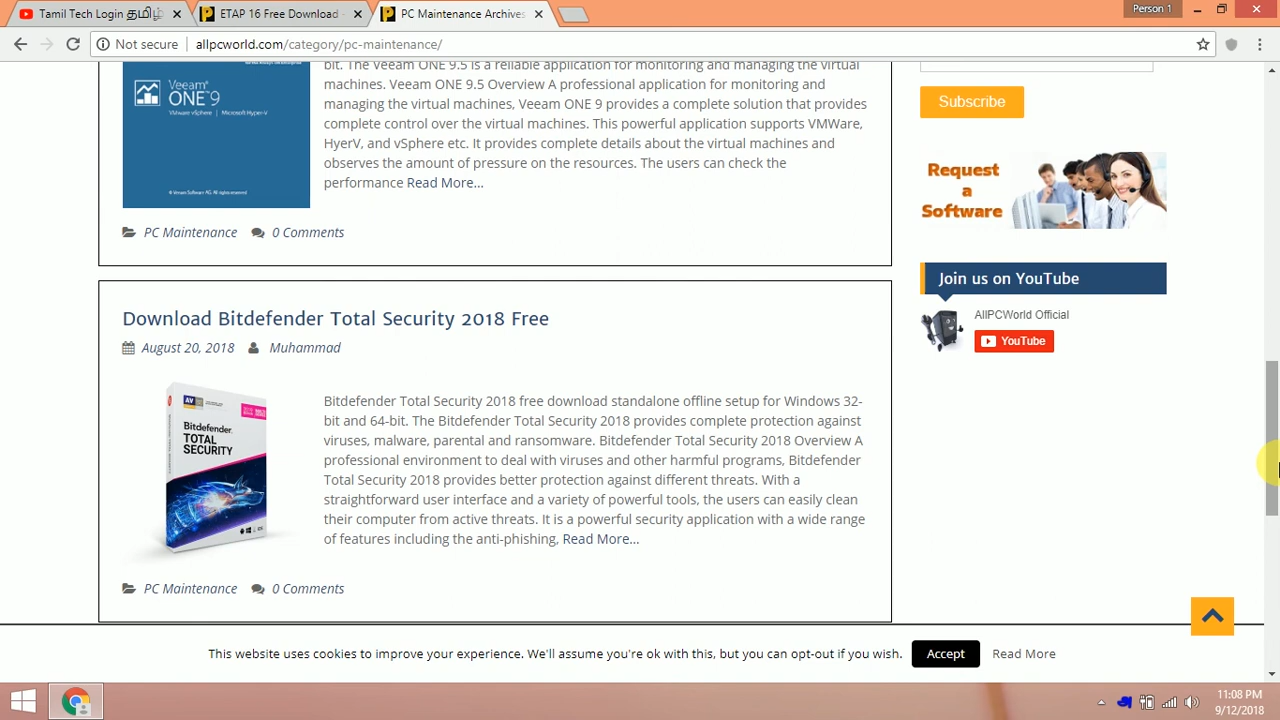 Tamil Tech Login தமிழ்
ETAP 16 Free Download -
PC Maintenance Archives
Person 1
Not secure
allpcworld.com/category/pc-maintenance/
bit. The Veeam ONE 9.5 is a reliable application for monitoring and managing the virtual
machines. Veeam ONE 9.5 Overview A professional application for monitoring and
managing the virtual machines, Veeam ONE 9 provides a complete solution that provides
complete control over the virtual machines. This powerful application supports VMWare,
HyerV, and vSphere etc. It provides complete details about the virtual machines and
observes the amount of pressure on the resources. The users can check the
performance Read More...
veeam
ONE 9
VMware vSphere | Microsoft Hyper-V
© Veeam Software AG. All rights reserved
PC Maintenance
0 Comments
Subscribe
Request
a
Software
Join us on YouTube
AllPCWorld Official
YouTube
Download Bitdefender Total Security 2018 Free
August 20, 2018
Muhammad
AV
Bitdefender
TOTAL
SECURITY
Bitdefender Total Security 2018 free download standalone offline setup for Windows 32-
bit and 64-bit. The Bitdefender Total Security 2018 provides complete protection against
viruses, malware, parental and ransomware. Bitdefender Total Security 2018 Overview A
professional environment to deal with viruses and other harmful programs, Bitdefender
Total Security 2018 provides better protection against different threats. With a
straightforward user interface and a variety of powerful tools, the users can easily clean
their computer from active threats. It is a powerful security application with a wide range
of features including the anti-phishing, Read More...
PC Maintenance
0 Comments
This website uses cookies to improve your experience. We'll assume you're ok with this, but you can opt-out if you wish.
Accept
Read More
11:08 PM
9/12/2018